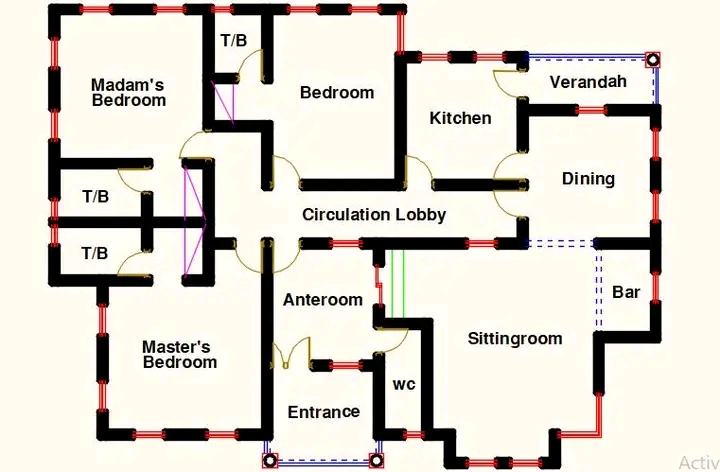 T/B
Madam's
Bedroom
Bedroom
Verandah
Kitchen
Dining
T/B
Circulation Lobby
T/B
Anteroom
Bar
Sittingroom
Master's
Bedroom
wc
Entrance
Activ